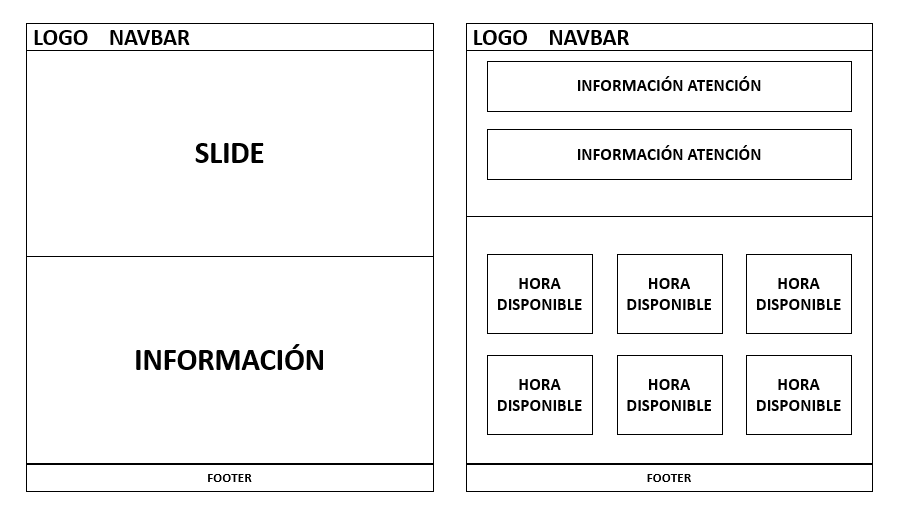 LOGO NAVBAR
SLIDE
INFORMACIÓN
FOOTER
LOGO NAVBAR
INFORMACIÓN ATENCIÓN
INFORMACIÓN ATENCIÓN
HORA
DISPONIBLE
HORA
DISPONIBLE
HORA
DISPONIBLE
HORA
DISPONIBLE
HORA
DISPONIBLE
HORA
DISPONIBLE
FOOTER